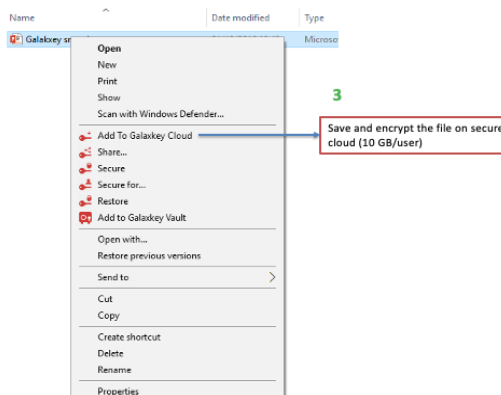 Name Date modified Type
Galakxey Microso
Open
New
Print
Show
Scan with Windows Defender...
3
Add To Galaxkey Cloud
Save and encrypt the file on secure
cloud (10 GB/user)
Share...
Secure
Secure for...
Restore
Add to Galaxkey Vault
Open with...
Restore previous versions
Send to
Cut
Copy
Create shortcut
Delete
Rename
Properties